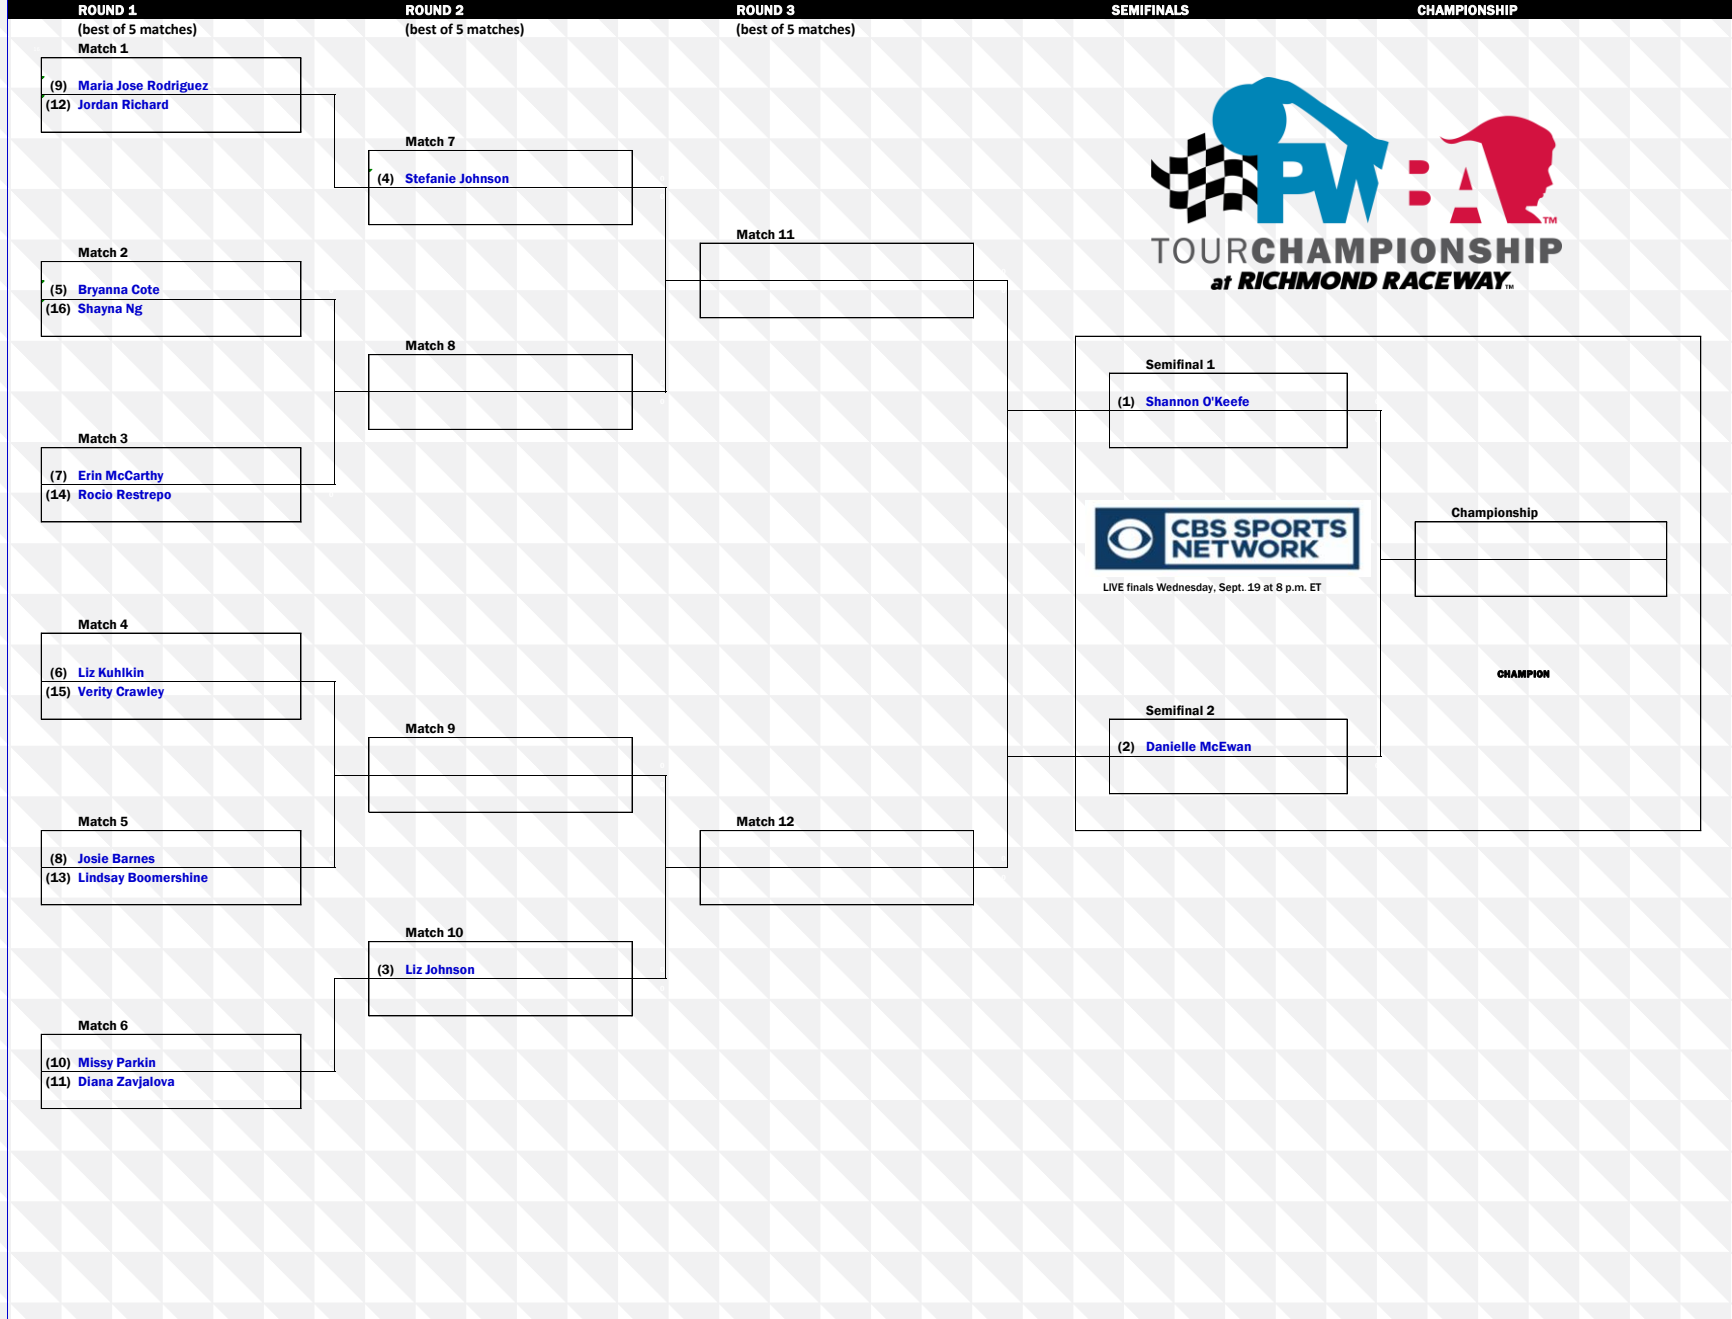 ROUND 1 ROUND 2 ROUND 3 SEMIFINALS CHAMPIONSHIP
(best of 5 matches) (best of 5 matches) (best of 5 matches)
Match 1
(9) Maria Jose Rodriguez
(12) Jordan Richard
Match 2
(5) Bryanna Cote
(16) Shayna Ng
Match 3
(7) Erin McCarthy
(14) Rocio Restrepo
Match 4
(6) Liz Kuhlkin
(15) Verity Crawley
Match 5
(8) Josie Barnes
(13) Lindsay Boomershine
Match 6
(10) Missy Parkin
(11) Diana Zavjalova
Match 7
(4) Stefanie Johnson
Match 8
Match 9
Match 10
(3) Liz Johnson
Match 11
Match 12
PWBA™
TOURCHAMPIONSHIP
at RICHMOND RACEWAY™
Semifinal 1
(1) Shannon O'Keefe
CBS SPORTS
NETWORK
LIVE finals Wednesday, Sept. 19 at 8 p.m. ET
Semifinal 2
(2) Danielle McEwan
Championship
CHAMPION